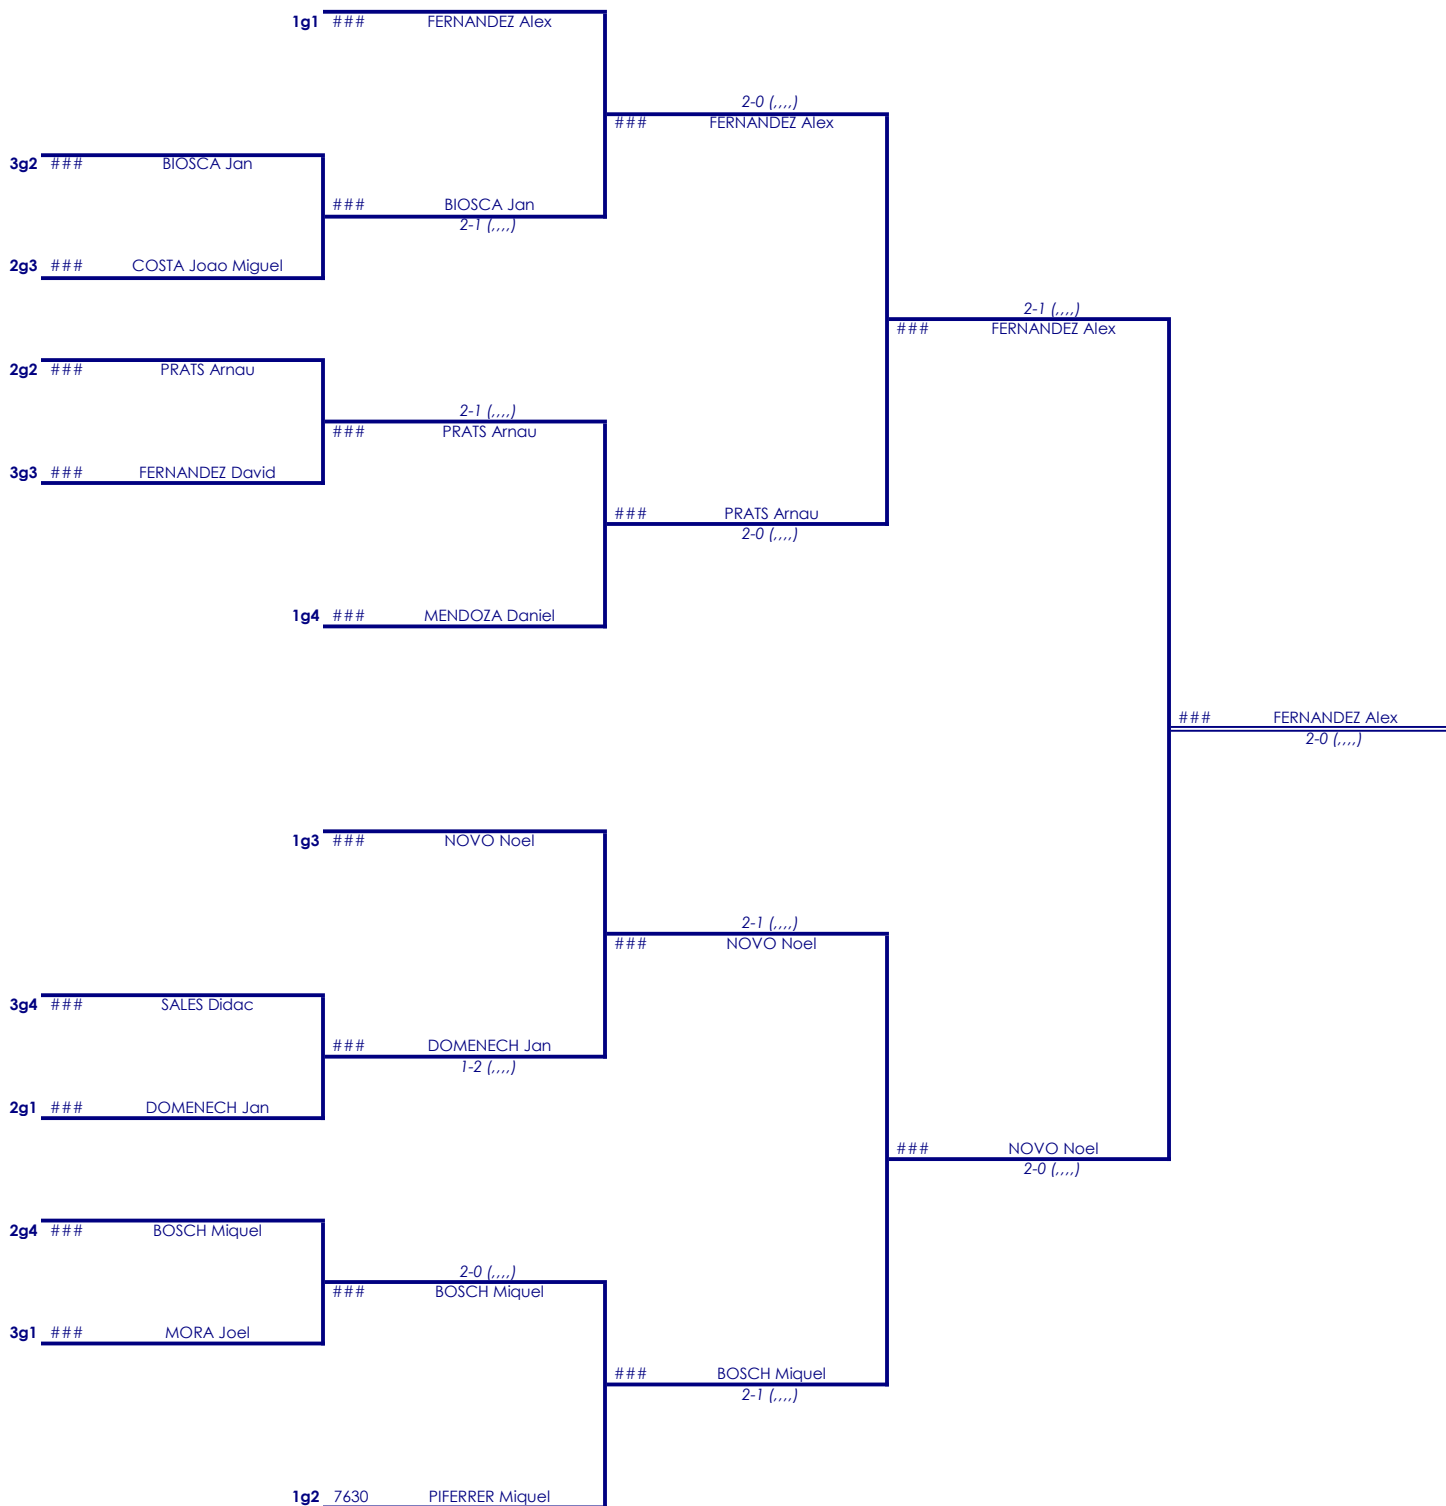 1g1 ### FERNANDEZ Alex
2-0 (,,,,)
### FERNANDEZ Alex
3g2 ### BIOSCA Jan
### BIOSCA Jan
2-1 (,,,,)
2g3 ### COSTA Joao Miguel
2-1 (,,,,)
### FERNANDEZ Alex
2g2 ### PRATS Arnau
2-1 (,,,,)
### PRATS Arnau
3g3 ### FERNANDEZ David
### PRATS Arnau
2-0 (,,,,)
1g4 ### MENDOZA Daniel
### FERNANDEZ Alex
2-0 (,,,,)
1g3 ### NOVO Noel
2-1 (,,,,)
### NOVO Noel
3g4 ### SALES Didac
### DOMENECH Jan
1-2 (,,,,)
2g1 ### DOMENECH Jan
### NOVO Noel
2-0 (,,,,)
2g4 ### BOSCH Miquel
2-0 (,,,,)
### BOSCH Miquel
3g1 ### MORA Joel
### BOSCH Miquel
2-1 (,,,,)
1g2 7630 PIFERRER Miquel